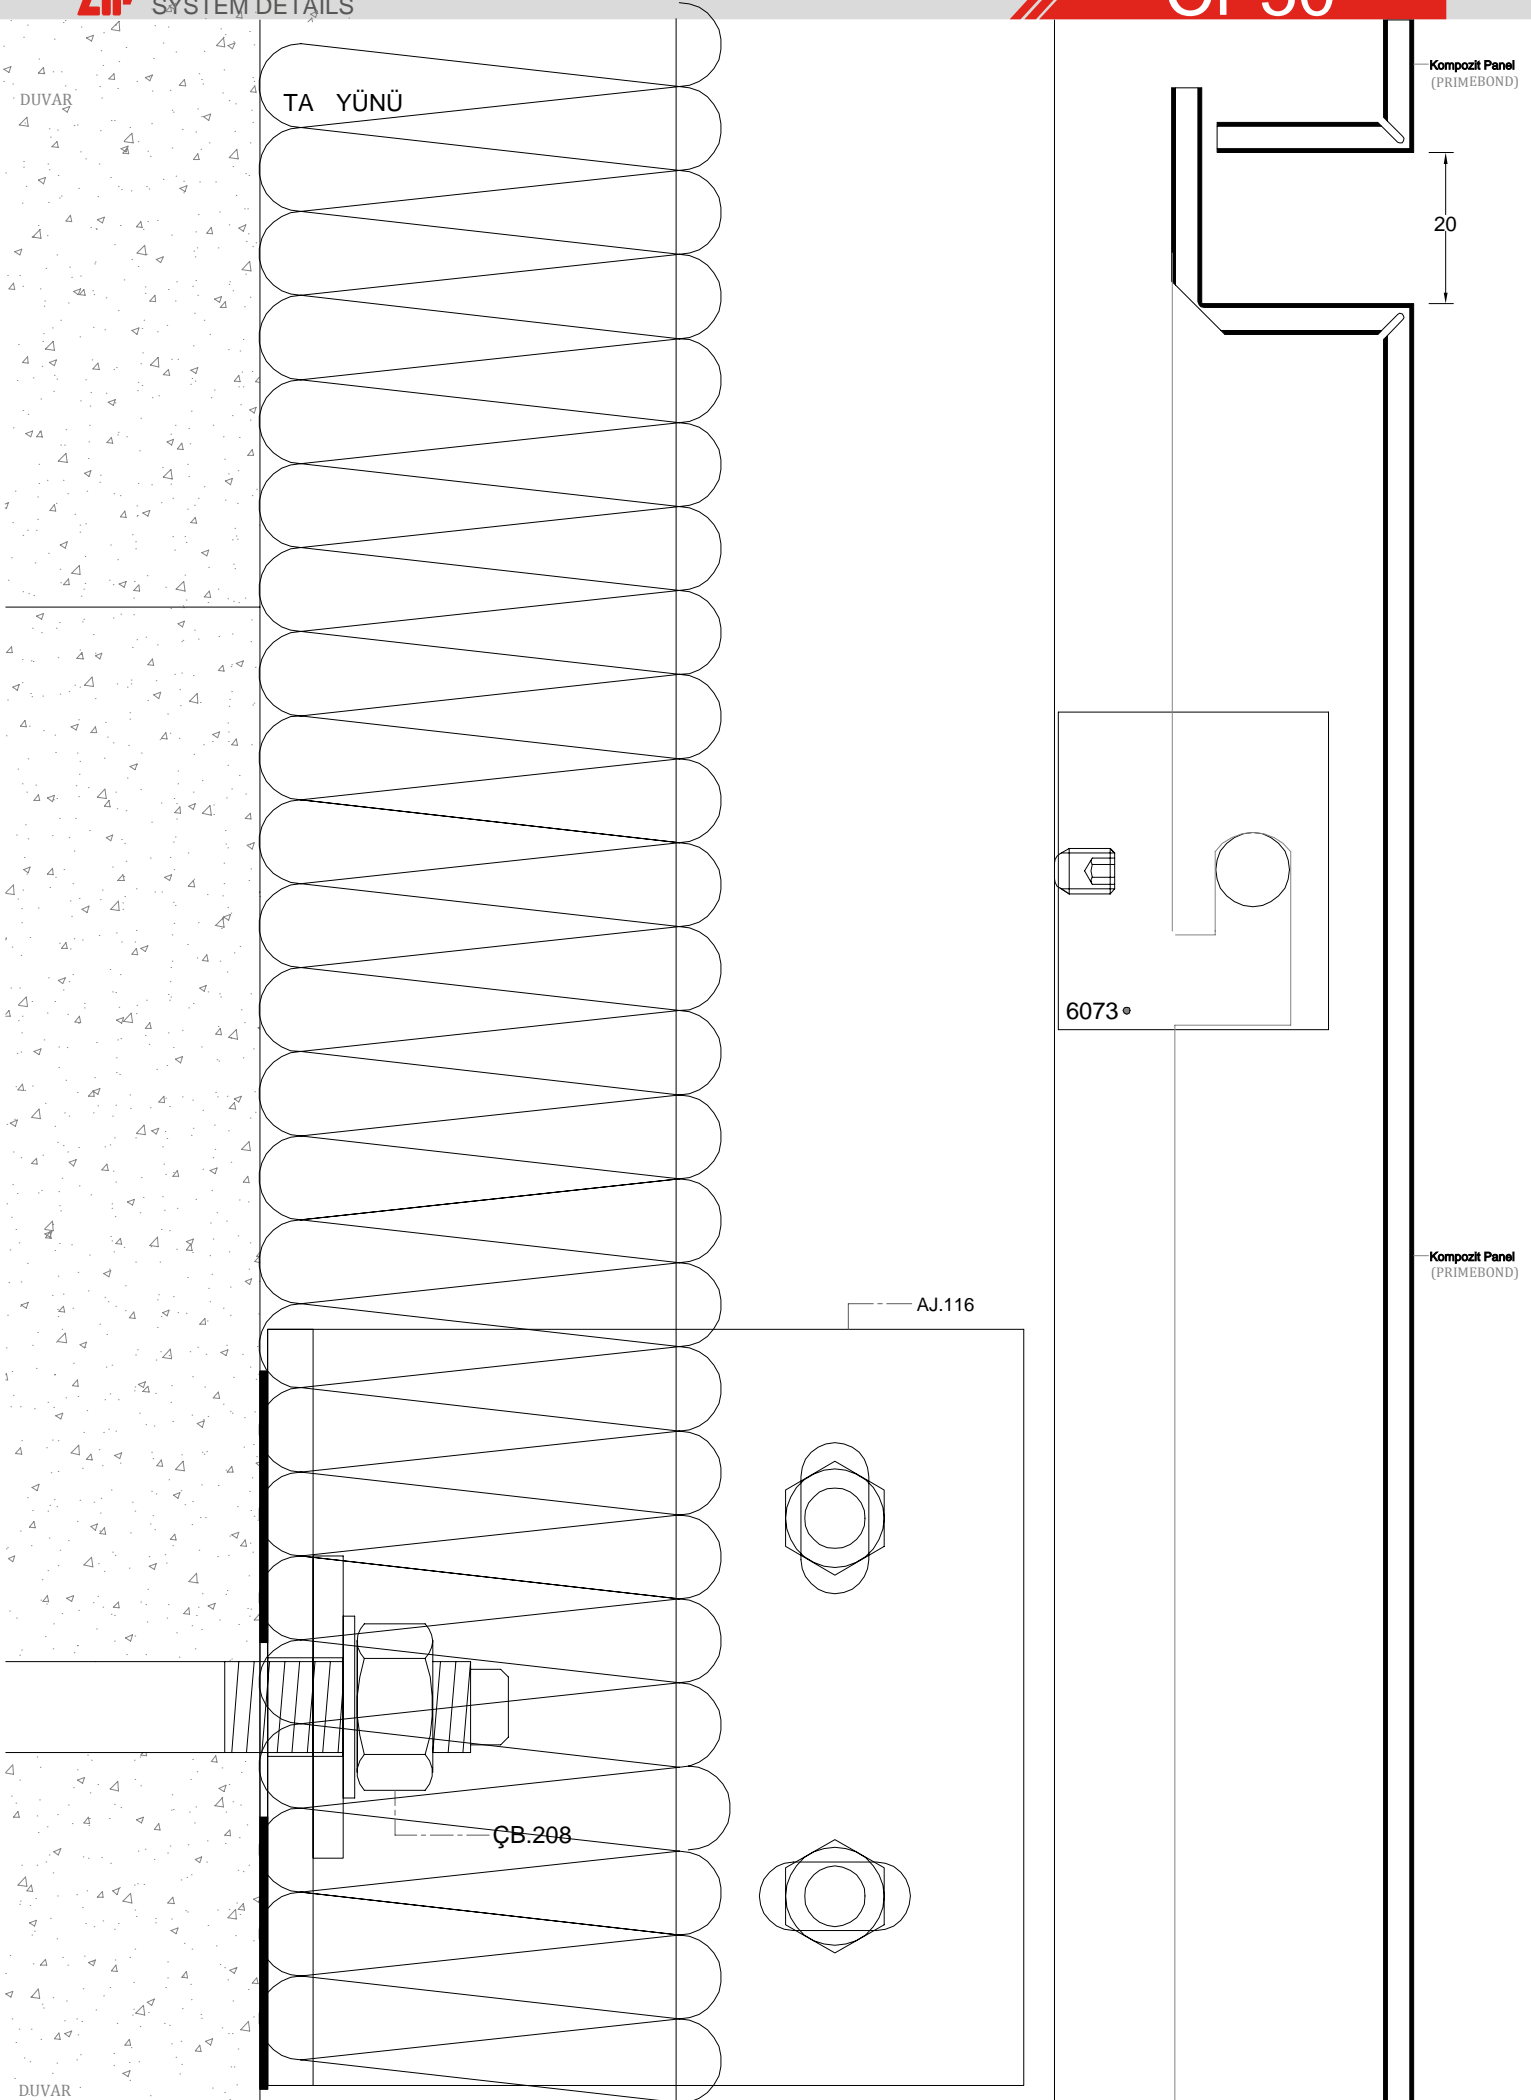 SYSTEM DETAILS
Kompozit Panel
(PRIMEBOND)
DUVAR
TA YÜNÜ
20
6073
Kompozit Panel
(PRIMEBOND)
AJ.116
ÇB.208
DUVAR